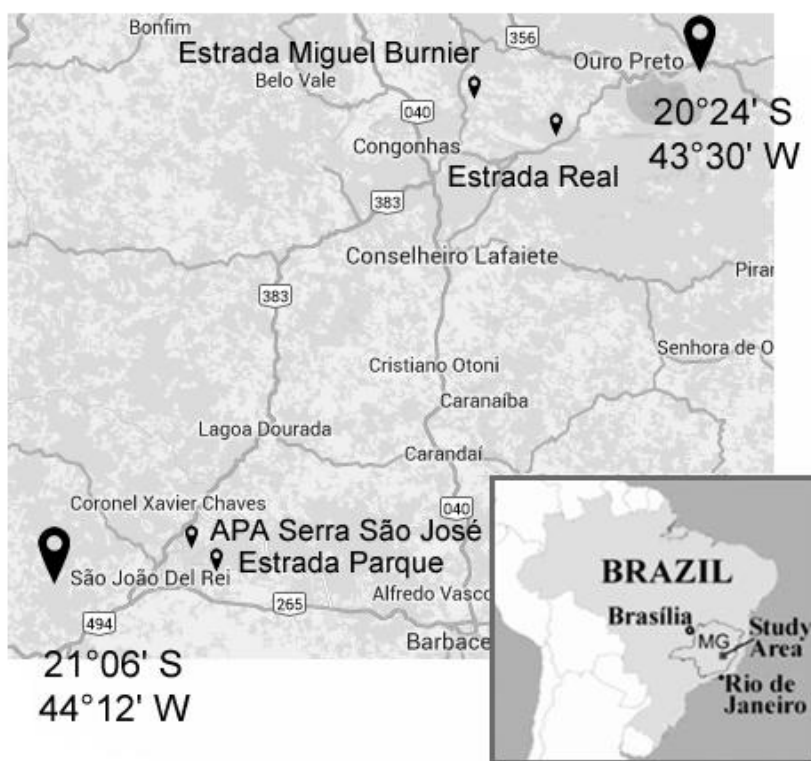 Bonfim
Estrada Miguel Burnier
356
Belo Vale
Ouro Preto
040
20°24' S
43°30' W
Congonhas
Estrada Real
383
Conselheiro Lafaiete
Piran
383
Senhora de O
Cristiano Otoni
Caranaíba
Lagoa Dourada
Carandaí
Coronel Xavier Chaves
040
APA Serra São José
Estrada Parque
São João Del Rei
265
Alfredo Vasco
494
Barbace
21°06' S
44°12' W
BRAZIL
Brasília
MG
Study
Area
Rio de
Janeiro